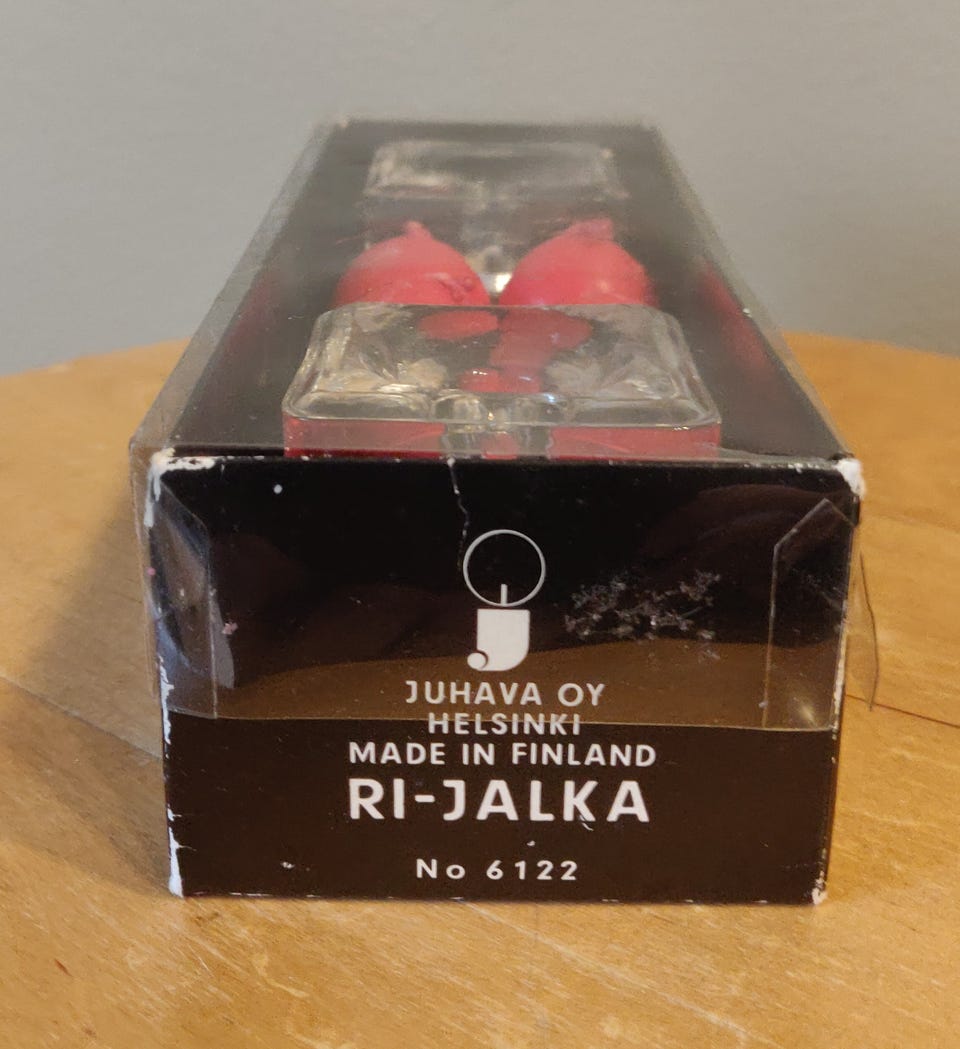 JUHAVA OY
HELSINKI
MADE IN FINLAND
RI-JALKA
No 6122